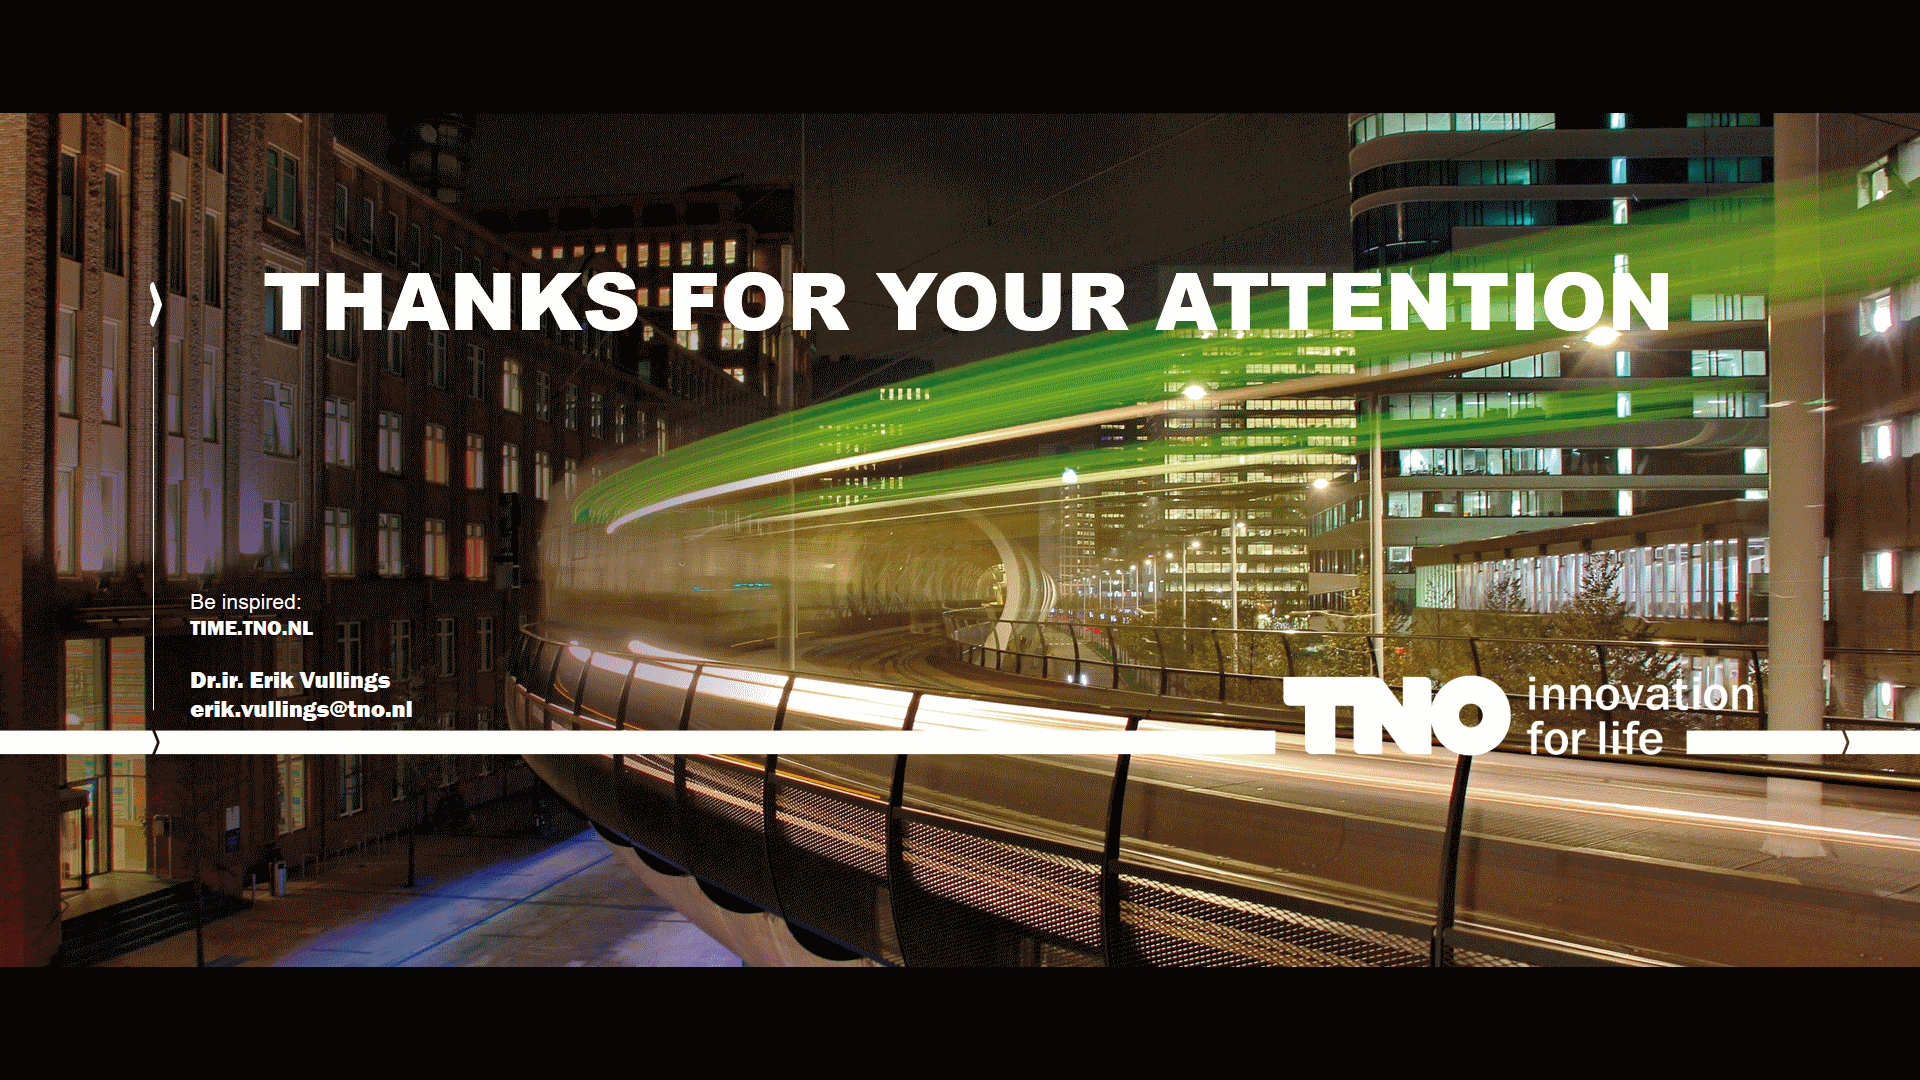 THANKS FOR YOUR ATTENTION
Be inspired:
TIME.TNO.NL
Dr.ir. Erik Vullings
erik.vullings@tno.nl
TNO innovation
for life